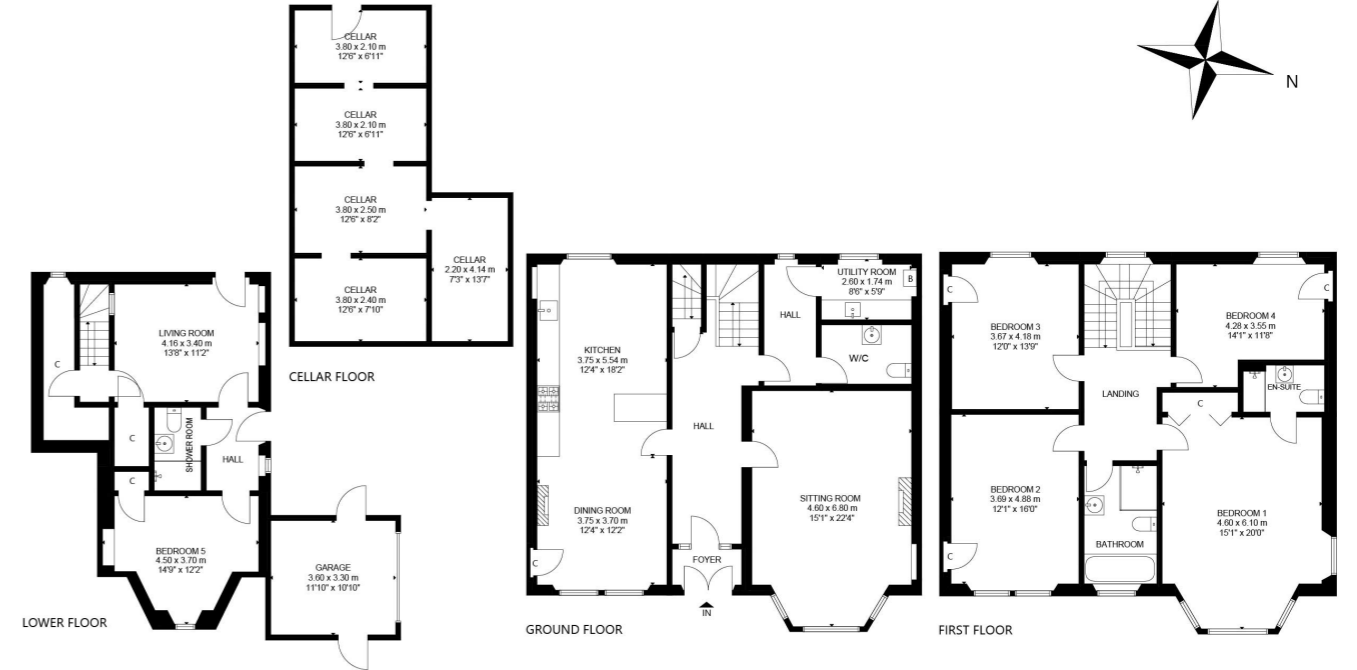 N
CELLAR
3.80 x 2.10 m
12'6" x 6'11"
CELLAR
3.80 x 2.10 m
12'6" x 6'11"
CELLAR
3.80 x 2.50 m
12'6" x 8'2"
CELLAR
2.20 x 4.14 m
7'3" x 13'7"
CELLAR
3.80 x 2.40 m
12'6" x 7'10"
CELLAR FLOOR
LIVING ROOM
4.16 x 3.40 m
13'8" x 11'2"
C
C
SHOWER ROOM
HALL
C
BEDROOM 5
4.50 x 3.70 m
14'9" x 12'2"
GARAGE
3.60 x 3.30 m
11'10" x 10'10"
LOWER FLOOR
UTILITY ROOM
2.60 x 1.74 m
8'6" x 5'9"
B
HALL
KITCHEN
3.75 x 5.54 m
12'4" x 18'2"
W/C
HALL
SITTING ROOM
4.60 x 6.80 m
15'1" x 22'4"
DINING ROOM
3.75 x 3.70 m
12'4" x 12'2"
C
FOYER
IN
GROUND FLOOR
C
C
BEDROOM 3
3.67 x 4.18 m
12'0" x 13'9"
BEDROOM 4
4.28 x 3.55 m
14'1" x 11'8"
EN-SUITE
LANDING
C
BEDROOM 2
3.69 x 4.88 m
12'1" x 16'0"
BEDROOM 1
4.60 x 6.10 m
15'1" x 20'0"
BATHROOM
C
FIRST FLOOR